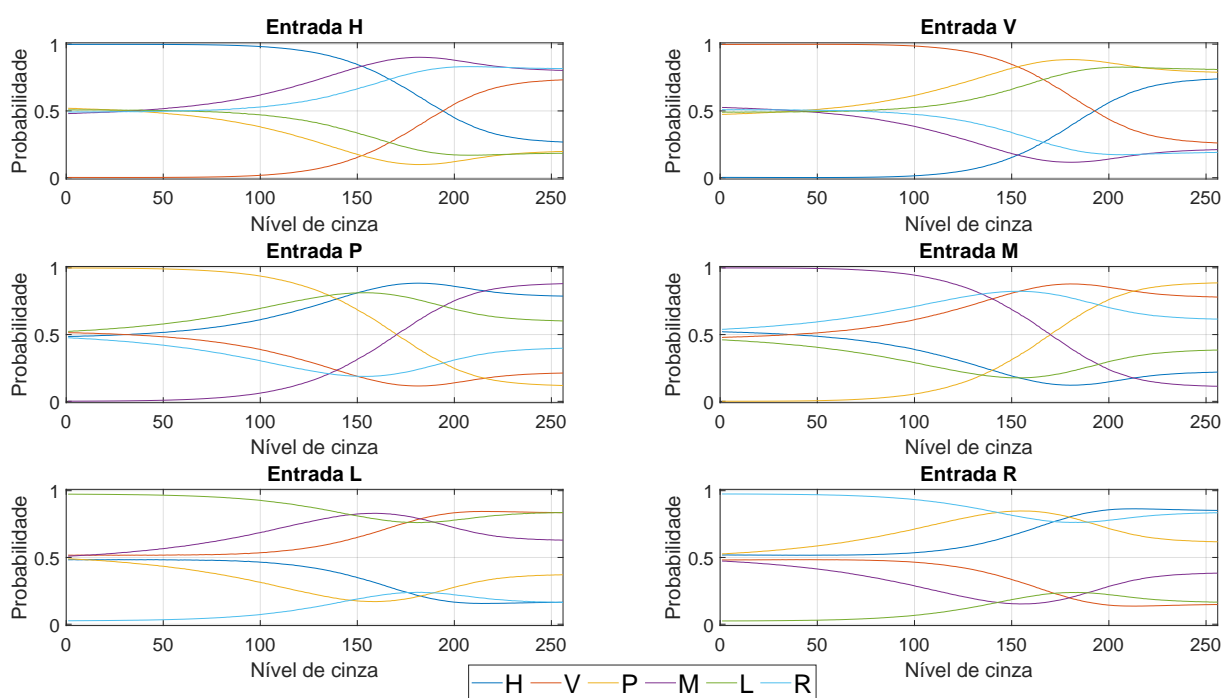 Entrada H
Probabilidade
1
0.5
0
0 50 100 150 200 250
Nível de cinza
Entrada V
Probabilidade
1
0.5
0
0 50 100 150 200 250
Nível de cinza
Entrada P
Probabilidade
1
0.5
0
0 50 100 150 200 250
Nível de cinza
Entrada M
Probabilidade
1
0.5
0
0 50 100 150 200 250
Nível de cinza
Entrada L
Probabilidade
1
0.5
0
0 50 100 150 200 250
Nível de cinza
Entrada R
Probabilidade
1
0.5
0
0 50 100 150 200 250
Nível de cinza
H V P M L R